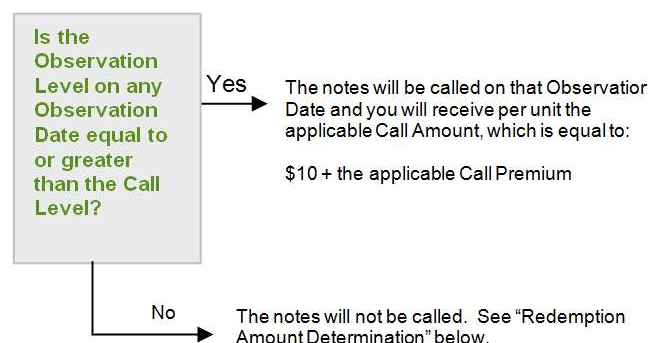 Is the
Observation
Level on any
Observation
Date equal to
or greater
than the Call
Level?
Yes
The notes will be called on that Observation
Date and you will receive per unit the
applicable Call Amount, which is equal to:
$10 + the applicable Call Premium
No
The notes will not be called.  See “Redemption
Amount Determination” below.